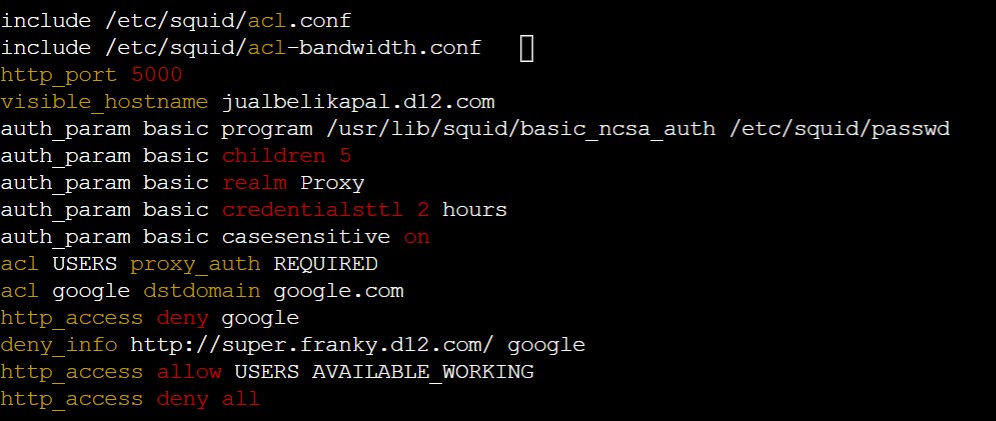 include /etc/squid/acl.conf
include /etc/squid/acl-bandwidth.conf
http_port 5000
visible_hostname jualbelikapal.d12.com
auth_param basic program /usr/lib/squid/basic_ncsa_auth /etc/squid/passwd
auth_param basic children 5
auth_param basic realm Proxy
auth_param basic credentialsttl 2 hours
auth_param basic casesensitive on
acl USERS proxy_auth REQUIRED
acl google dstdomain google.com
http_access deny google
deny_info http://super.franky.d12.com/ google
http_access allow USERS AVAILABLE_WORKING
http_access deny all